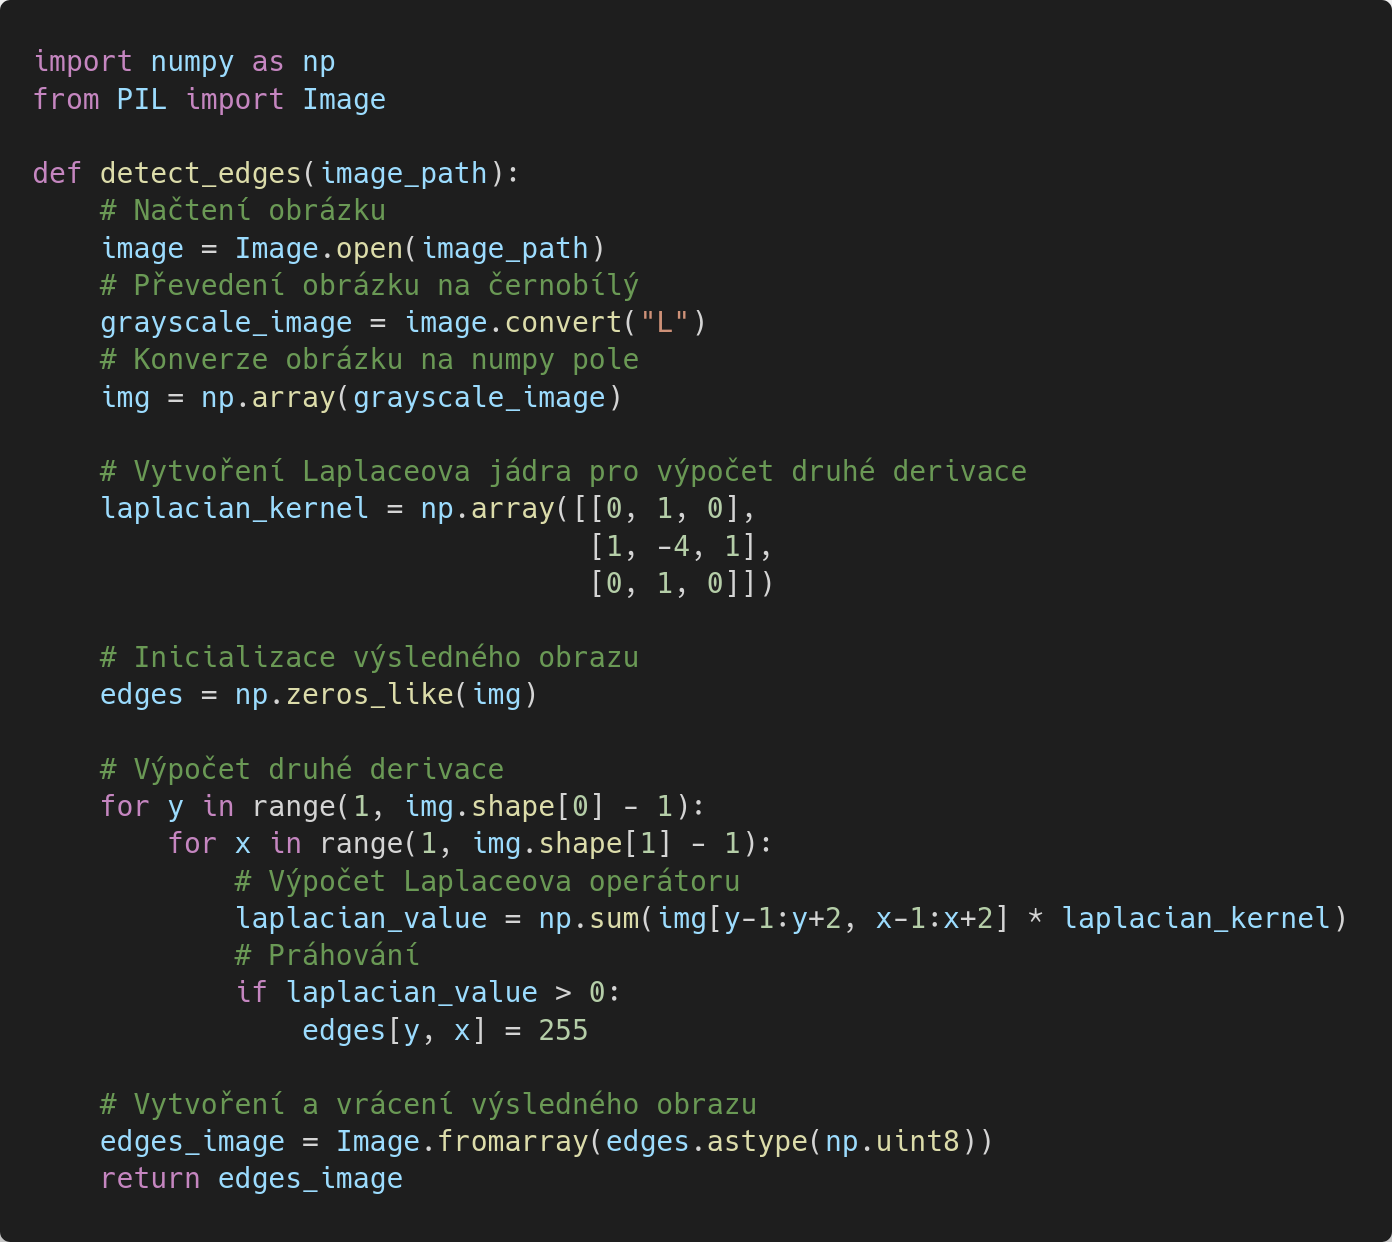 import numpy as np
from PIL import Image

def detect_edges(image_path):
    # Načtení obrázku
    image = Image.open(image_path)
    # Převedení obrázku na černobílý
    grayscale_image = image.convert("L")
    # Konverze obrázku na numpy pole
    img = np.array(grayscale_image)

    # Vytvoření Laplaceova jádra pro výpočet druhé derivace
    laplacian_kernel = np.array([[0, 1, 0],
                                 [1, -4, 1],
                                 [0, 1, 0]])

    # Inicializace výsledného obrazu
    edges = np.zeros_like(img)

    # Výpočet druhé derivace
    for y in range(1, img.shape[0] - 1):
        for x in range(1, img.shape[1] - 1):
            # Výpočet Laplaceova operátoru
            laplacian_value = np.sum(img[y-1:y+2, x-1:x+2] * laplacian_kernel)
            # Práhování
            if laplacian_value > 0:
                edges[y, x] = 255

    # Vytvoření a vrácení výsledného obrazu
    edges_image = Image.fromarray(edges.astype(np.uint8))
    return edges_image